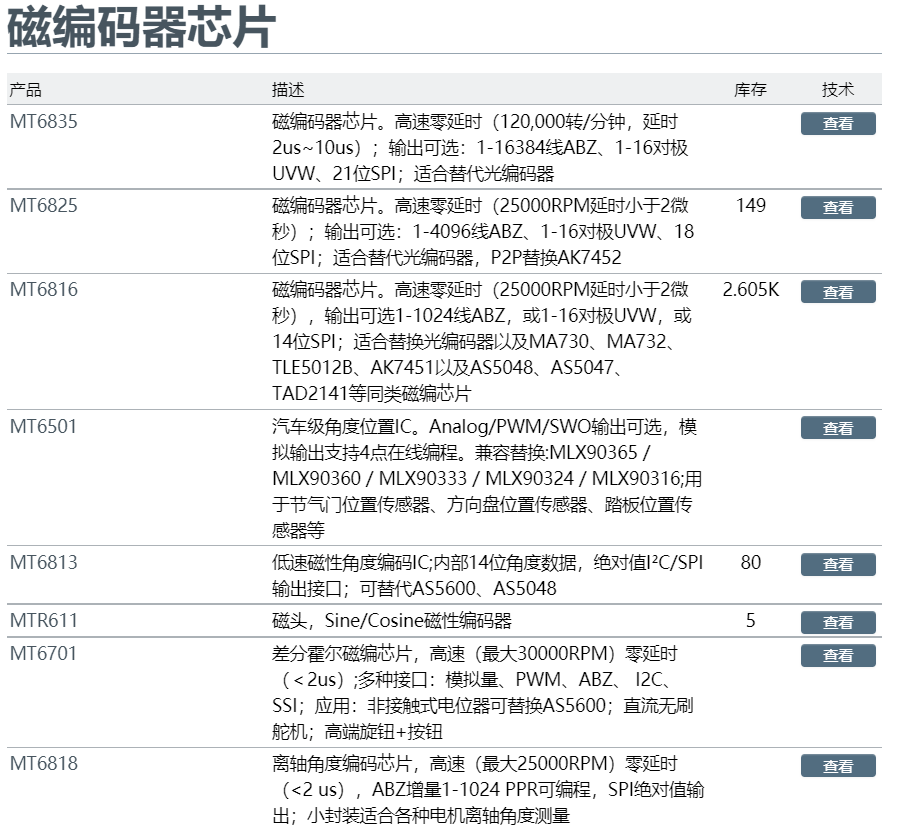 磁编码器芯片
产品 描述 库存 技术
MT6835 磁编码器芯片。高速零延时（120,000转/分钟，延时 查看
2us~10us）；输出可选：1-16384线ABZ、1-16对极
UVW、21位SPI；适合替代光编码器
MT6825 磁编码器芯片。高速零延时（25000RPM延时小于2微 149 查看
秒）；输出可选：1-4096线ABZ、1-16对极UVW、18
位SPI；适合替代光编码器，P2P替换AK7452
MT6816 磁编码器芯片。高速零延时（25000RPM延时小于2微 2.605K 查看
秒），输出可选1-1024线ABZ，或1-16对极UVW，或
14位SPI；适合替换光编码器以及MA730、MA732、
TLE5012B、AK7451以及AS5048、AS5047、
TAD2141等同类磁编芯片
MT6501 汽车级角度位置IC。Analog/PWM/SWO输出可选，模 查看
拟输出支持4点在线编程。兼容替换:MLX90365 /
MLX90360 / MLX90333 / MLX90324 / MLX90316;用
于节气门位置传感器、方向盘位置传感器、踏板位置传
感器等
MT6813 低速磁性角度编码IC;内部14位角度数据，绝对值I²C/SPI 80 查看
输出接口；可替代AS5600、AS5048
MTR611 磁头，Sine/Cosine磁性编码器 5 查看
MT6701 差分霍尔磁编芯片，高速（最大30000RPM）零延时 查看
（<2us）;多种接口：模拟量、PWM、ABZ、 I2C、
SSI；应用：非接触式电位器可替换AS5600；直流无刷
舵机；高端旋钮+按钮
MT6818 离轴角度编码芯片，高速（最大25000RPM）零延时 查看
（<2 us），ABZ增量1-1024 PPR可编程，SPI绝对值输
出；小封装适合各种电机离轴角度测量